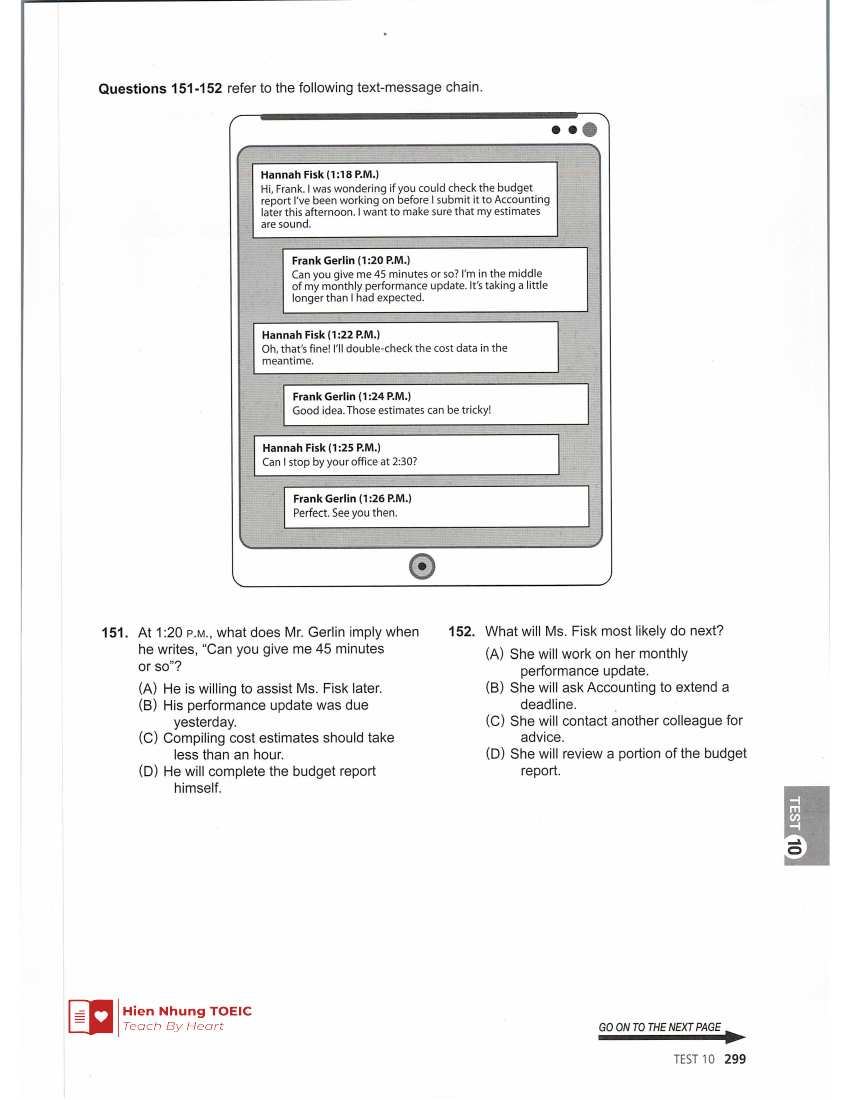 Questions 151-152 refer to the following text-message chain.
Hannah Fisk (1:18 P.M.)
Hi, Frank. I was wondering if you could check the budget
report I've been working on before I submit it to Accounting
later this afternoon. I want to make sure that my estimates
are sound.
Frank Gerlin (1:20 P.M.)
Can you give me 45 minutes or so? I'm in the middle
of my monthly performance update. It's taking a little
longer than I had expected.
Hannah Fisk (1:22 P.M.)
Oh, that's fine! I'll double-check the cost data in the
meantime.
Frank Gerlin (1:24 P.M.)
Good idea. Those estimates can be tricky!
Hannah Fisk (1:25 P.M.)
Can I stop by your office at 2:30?
Frank Gerlin (1:26 P.M.)
Perfect. See you then.
151. At 1:20 P.M., what does Mr. Gerlin imply when
he writes, "Can you give me 45 minutes
or so"?
(A) He is willing to assist Ms. Fisk later.
(B) His performance update was due
yesterday.
(C) Compiling cost estimates should take
less than an hour.
(D) He will complete the budget report
himself.
152. What will Ms. Fisk most likely do next?
(A) She will work on her monthly
performance update.
(B) She will ask Accounting to extend a
deadline.
(C) She will contact another colleague for
advice.
(D) She will review a portion of the budget
report.
TEST 10
Hien Nhung TOEIC
Teach By Heart
GO ON TO THE NEXT PAGE
TEST 10 299